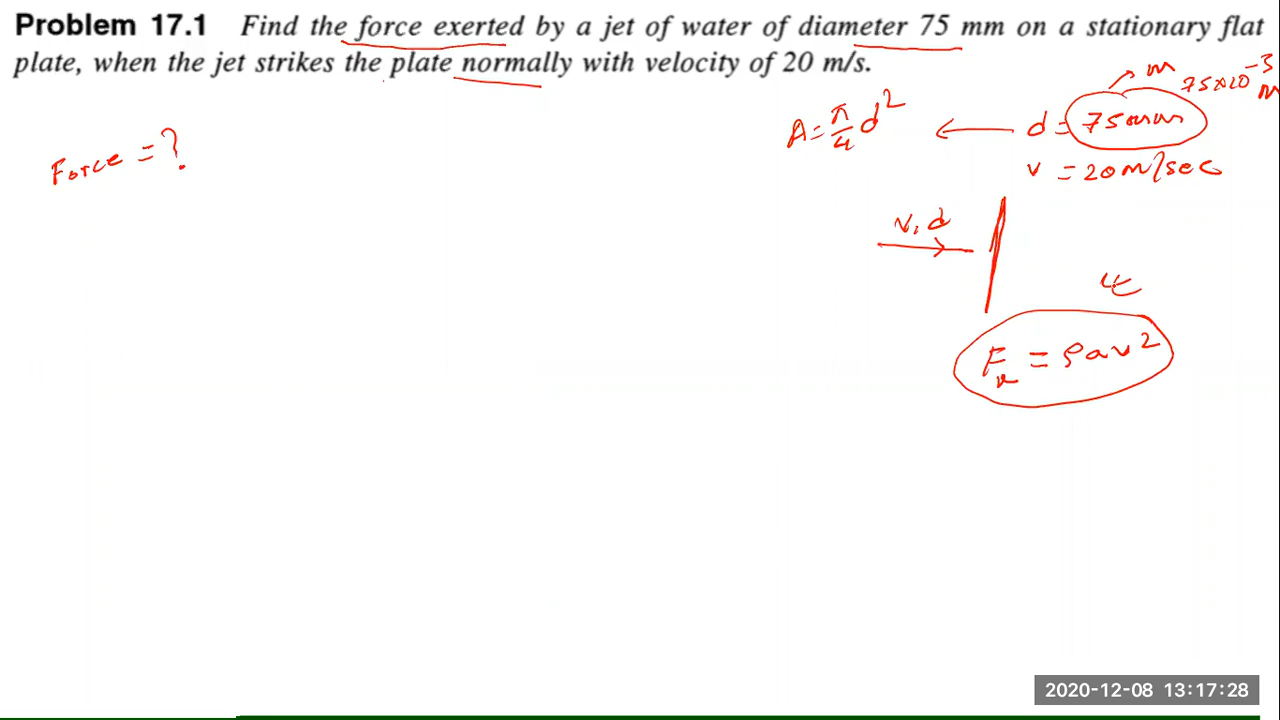 Problem 17.1 Find the force exerted by a jet of water of diameter 75 mm on a stationary flat
plate, when the jet strikes the plate normally with velocity of 20 m/s.
m
75×10⁻³ m
A = π/4 d² ← d = 75mm
v = 20m/sec
Force = ?
v, d
Fx = ρav²
2020-12-08 13:17:28